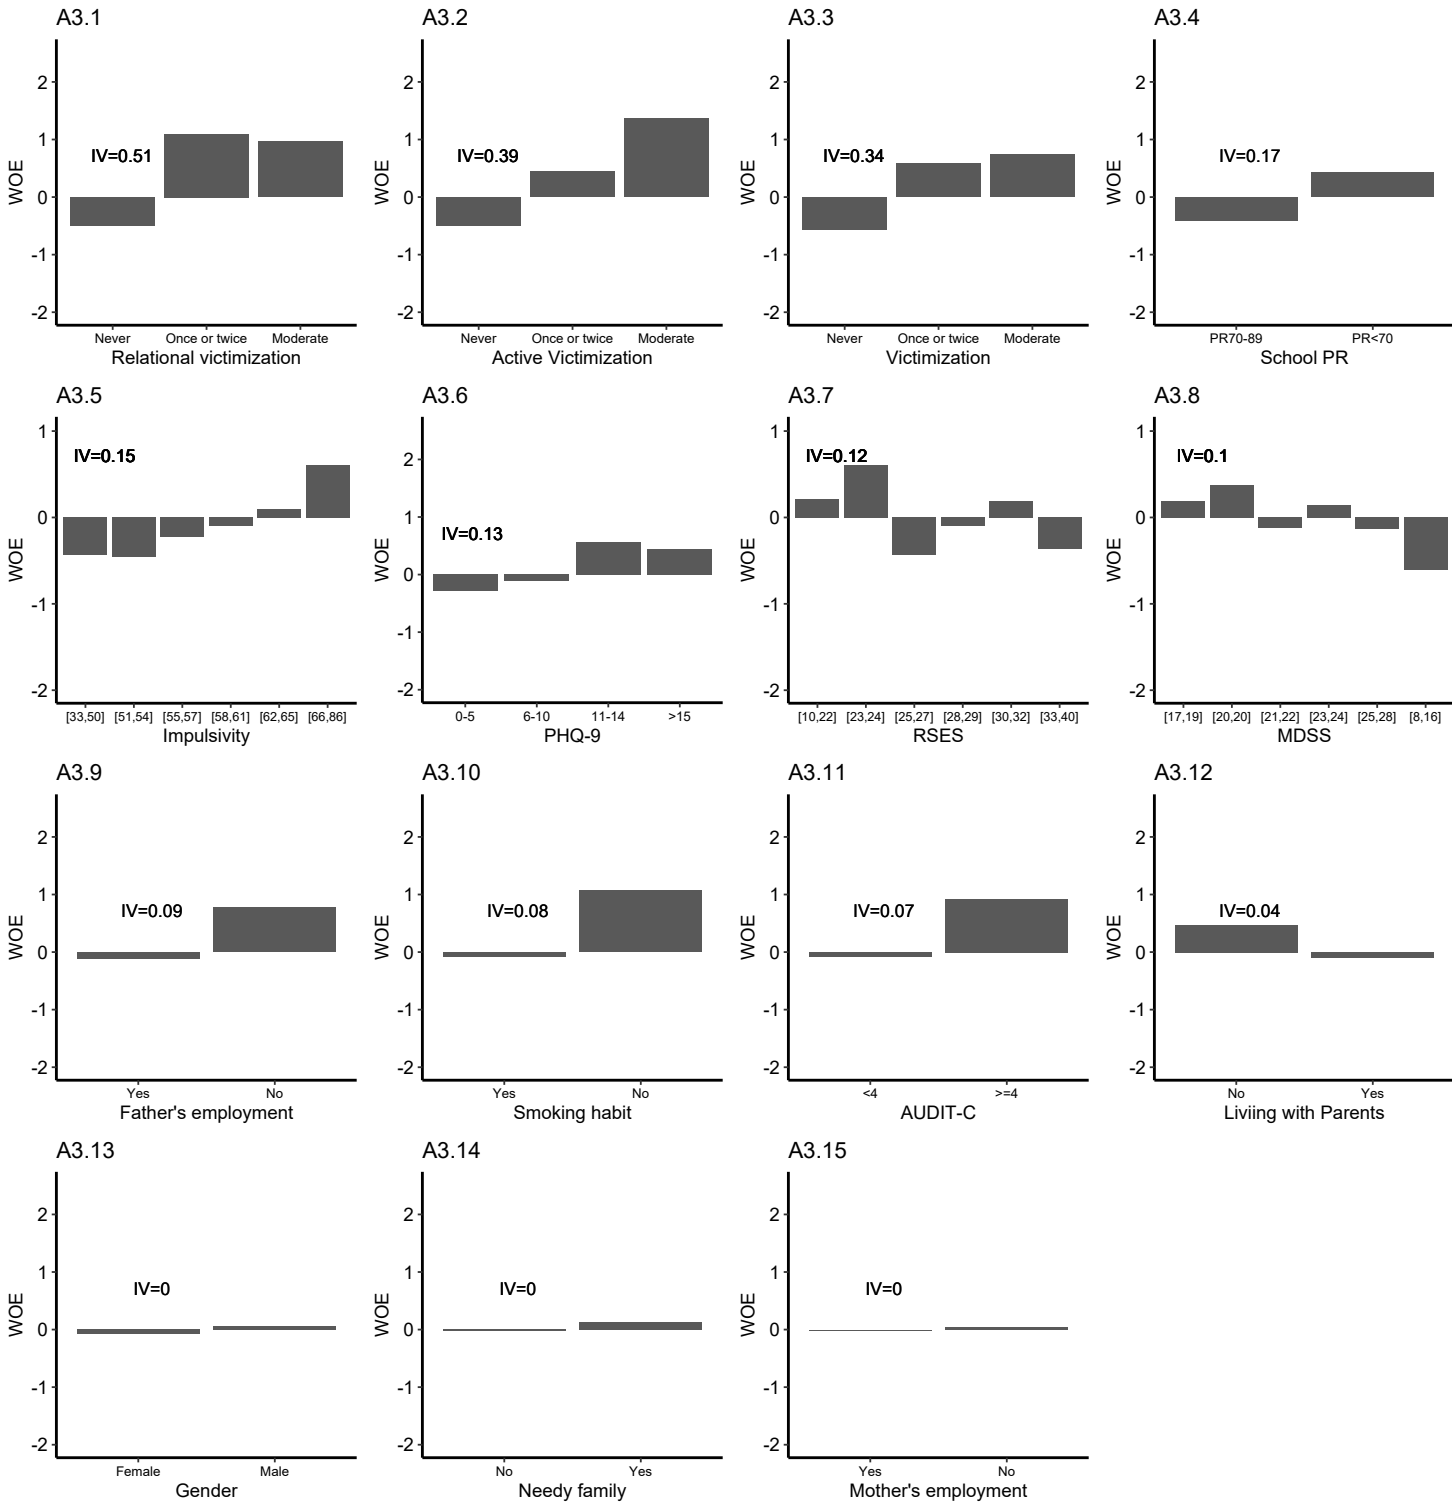 A3.1
A3.2
A3.3
A3.4
2
1
0
-1
-2
WOE
IV=0.51
Never Once or twice Moderate
Relational victimization
2
1
0
-1
-2
WOE
IV=0.39
Never Once or twice Moderate
Active Victimization
2
1
0
-1
-2
WOE
IV=0.34
Never Once or twice Moderate
Victimization
2
1
0
-1
-2
WOE
IV=0.17
PR70-89 PR<70
School PR
A3.5
A3.6
A3.7
A3.8
1
0
-1
-2
WOE
IV=0.15
[33,50] [51,54] [55,57] [58,61] [62,65] [66,86]
Impulsivity
2
1
0
-1
-2
WOE
IV=0.13
0-5 6-10 11-14 >15
PHQ-9
1
0
-1
-2
WOE
IV=0.12
[10,22] [23,24] [25,27] [28,29] [30,32] [33,40]
RSES
1
0
-1
-2
WOE
IV=0.1
[17,19] [20,20] [21,22] [23,24] [25,28] [8,16]
MDSS
A3.9
A3.10
A3.11
A3.12
2
1
0
-1
-2
WOE
IV=0.09
Yes No
Father's employment
2
1
0
-1
-2
WOE
IV=0.08
Yes No
Smoking habit
2
1
0
-1
-2
WOE
IV=0.07
<4 >=4
AUDIT-C
2
1
0
-1
-2
WOE
IV=0.04
No Yes
Liviing with Parents
A3.13
A3.14
A3.15
2
1
0
-1
-2
WOE
IV=0
Female Male
Gender
2
1
0
-1
-2
WOE
IV=0
No Yes
Needy family
2
1
0
-1
-2
WOE
IV=0
Yes No
Mother's employment